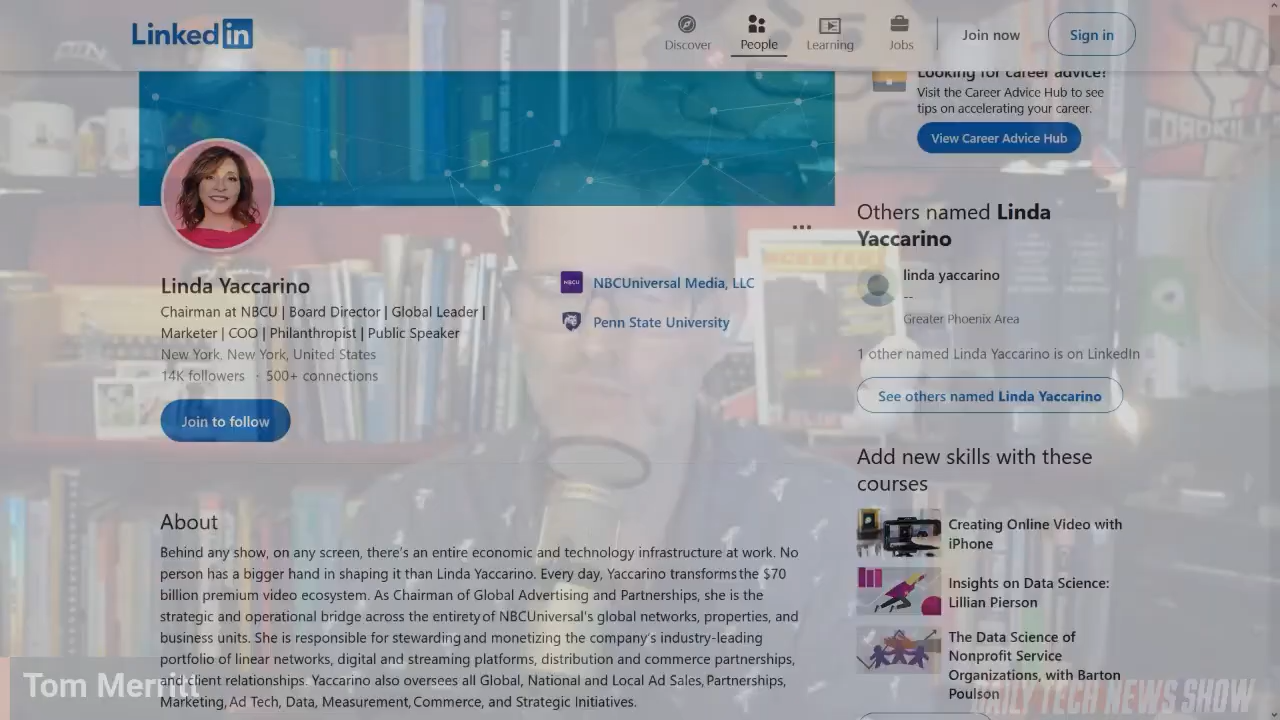 LinkedIn
Discover
People
Learning
Jobs
Join now
Sign in
Looking for career advice?
Visit the Career Advice Hub to see
tips on accelerating your career.
View Career Advice Hub
Linda Yaccarino
Chairman at NBCU | Board Director | Global Leader |
Marketer | COO | Philanthropist | Public Speaker
New York, New York, United States
14K followers · 500+ connections
Join to follow
NBCU
NBCUniversal Media, LLC
Penn State University
About
Behind any show, on any screen, there's an entire economic and technology infrastructure at work. No
person has a bigger hand in shaping it than Linda Yaccarino. Every day, Yaccarino transforms the $70
billion premium video ecosystem. As Chairman of Global Advertising and Partnerships, she is the
strategic and operational bridge across the entirety of NBCUniversal's global networks, properties, and
business units. She is responsible for stewarding and monetizing the company's industry-leading
portfolio of linear networks, digital and streaming platforms, distribution and commerce partnerships,
and client relationships. Yaccarino also oversees all Global, National and Local Ad Sales, Partnerships,
Marketing, Ad Tech, Data, Measurement, Commerce, and Strategic Initiatives.
Others named Linda
Yaccarino
linda yaccarino
--
Greater Phoenix Area
1 other named Linda Yaccarino is on LinkedIn
See others named Linda Yaccarino
Add new skills with these
courses
Creating Online Video with
iPhone
Insights on Data Science:
Lillian Pierson
The Data Science of
Nonprofit Service
Organizations, with Barton
Poulson
Tom Merritt
DAILY TECH NEWS SHOW